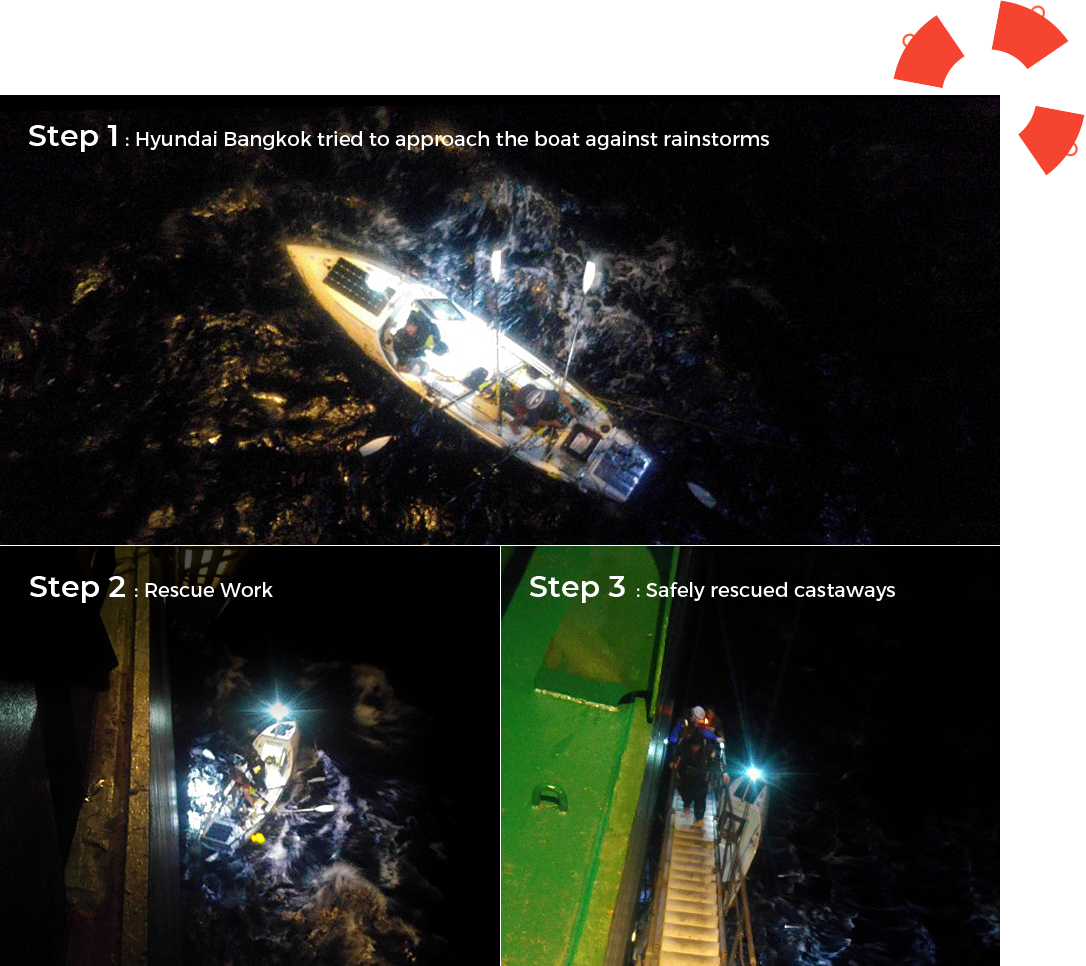 Step 1 : Hyundai Bangkok tried to approach the boat against rainstorms
Step 2 : Rescue Work
Step 3 : Safely rescued castaways